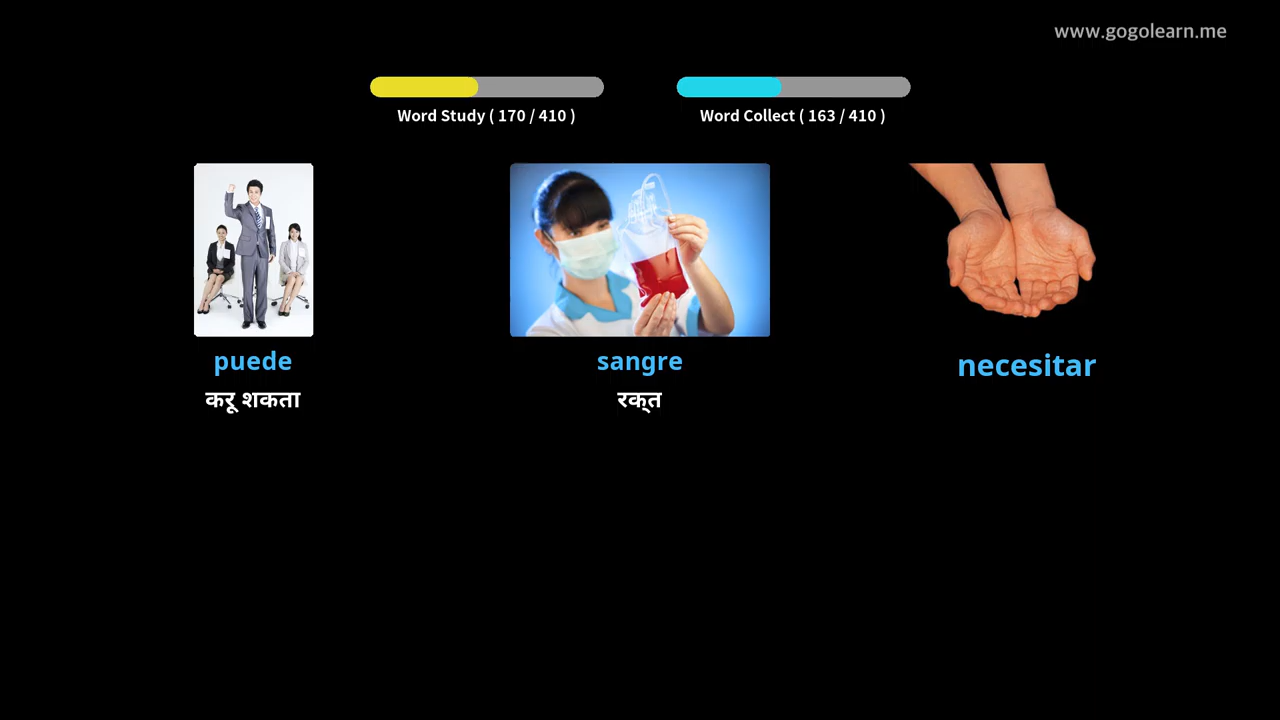 www.gogolearn.me
Word Study ( 170 / 410 )
Word Collect ( 163 / 410 )
puede
करू शकता
sangre
रक्त
necesitar